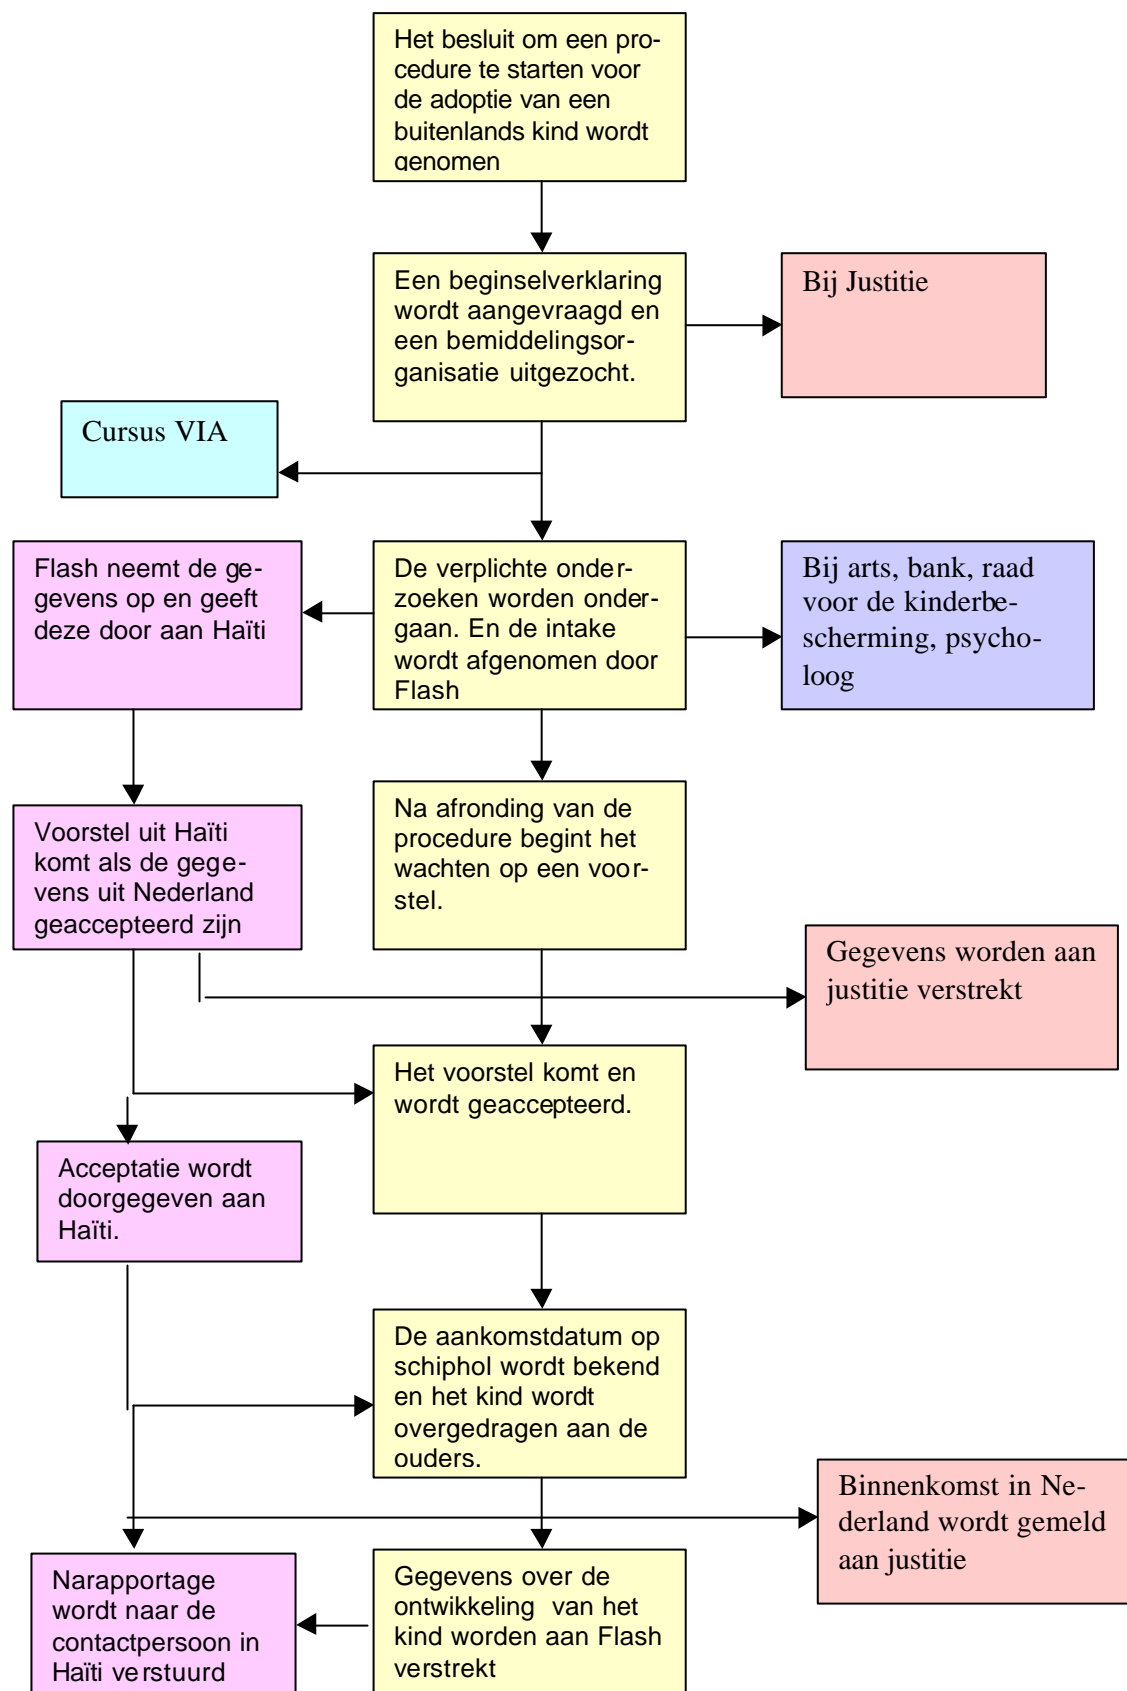 Het besluit om een pro-
cedure te starten voor
de adoptie van een
buitenlands kind wordt
genomen
Een beginselverklaring
wordt aangevraagd en
een bemiddelingsor-
ganisatie uitgezocht.
Bij Justitie
Cursus VIA
Flash neemt de ge-
gevens op en geeft
deze door aan Haïti
De verplichte onder-
zoeken worden onder-
gaan. En de intake
wordt afgenomen door
Flash
Bij arts, bank, raad
voor de kinderbe-
scherming, psycho-
loog
Voorstel uit Haïti
komt als de gege-
vens uit Nederland
geaccepteerd zijn
Na afronding van de
procedure begint het
wachten op een voor-
stel.
Gegevens worden aan
justitie verstrekt
Het voorstel komt en
wordt geaccepteerd.
Acceptatie wordt
doorgegeven aan
Haïti.
De aankomstdatum op
schiphol wordt bekend
en het kind wordt
overgedragen aan de
ouders.
Binnenkomst in Ne-
derland wordt gemeld
aan justitie
Narapportage
wordt naar de
contactpersoon in
Haïti verstuurd
Gegevens over de
ontwikkeling van het
kind worden aan Flash
verstrekt